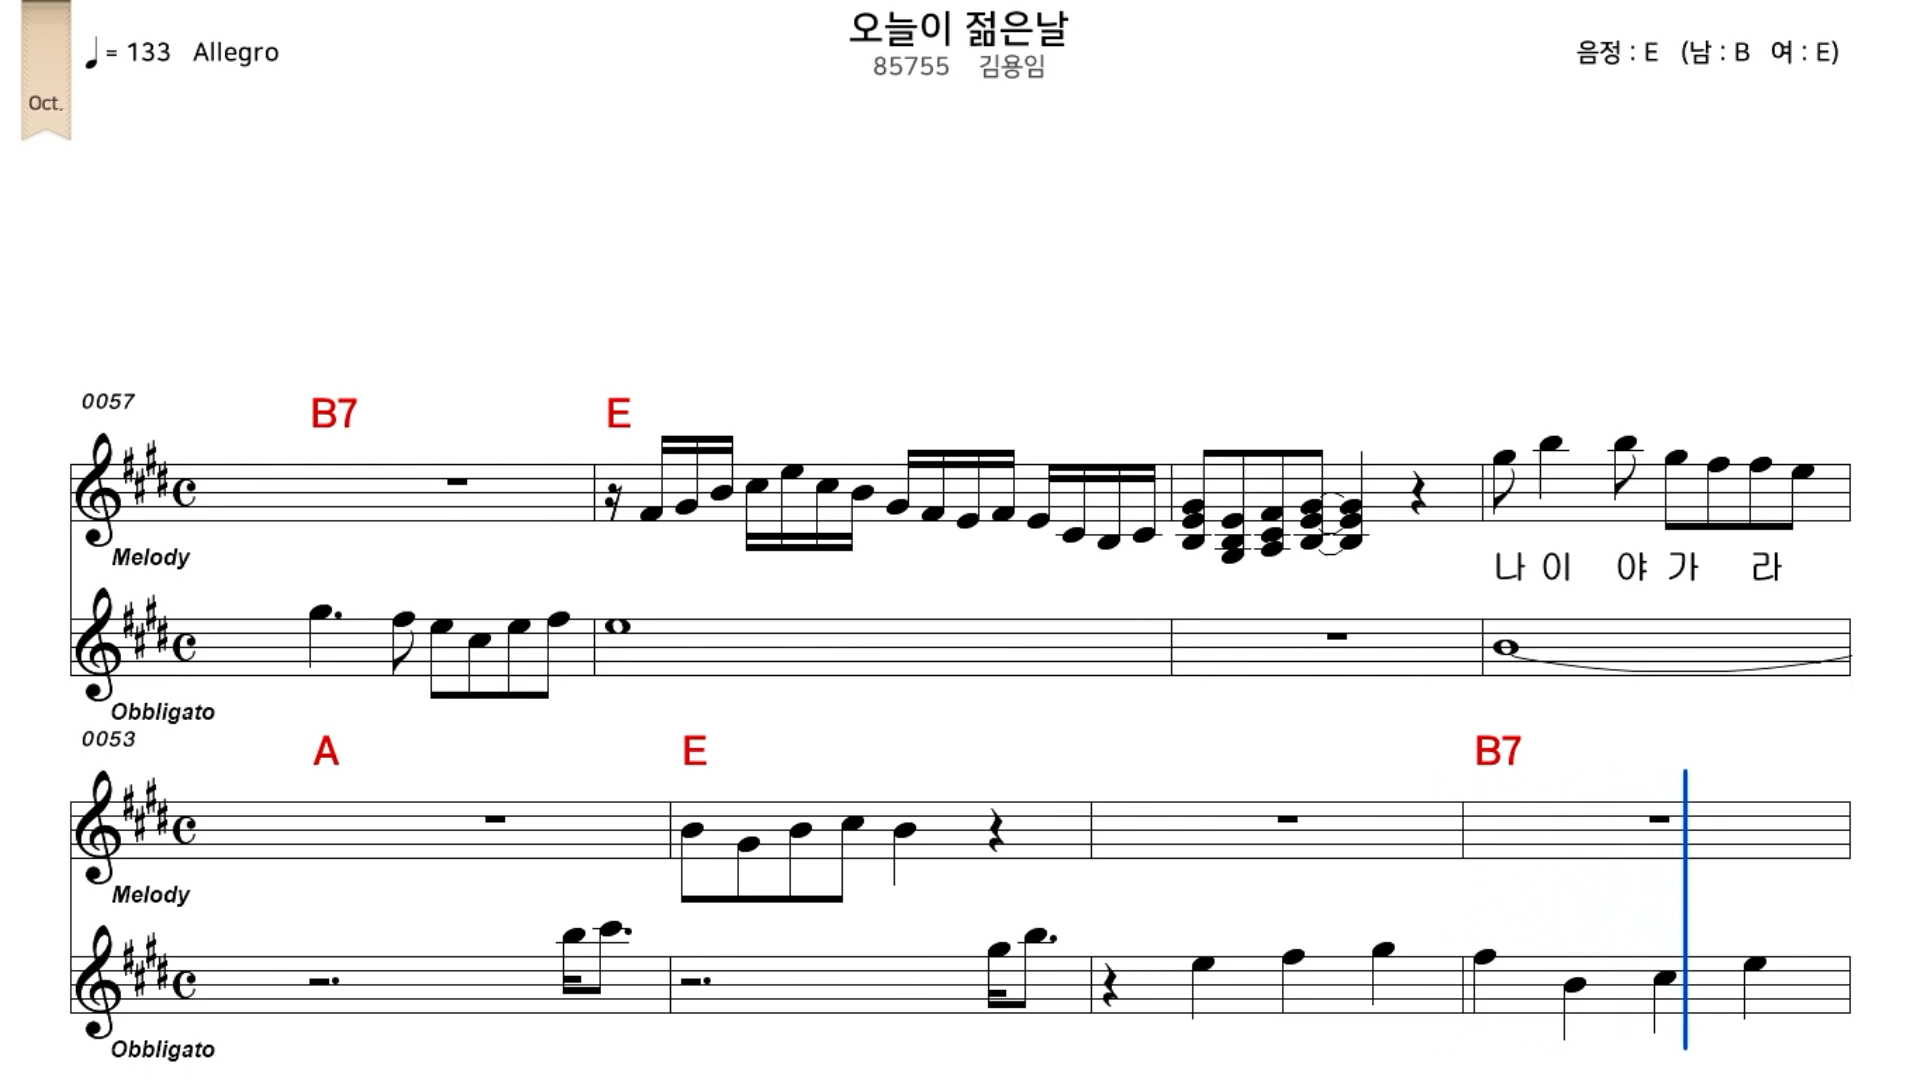 오늘이 젊은날
♩= 133 Allegro
85755 김용임
음정 : E (남 : B 여 : E)
Oct.
0057
B7 E
Melody
나 이 야 가 라
Obbligato
0053
A E B7
Melody
Obbligato